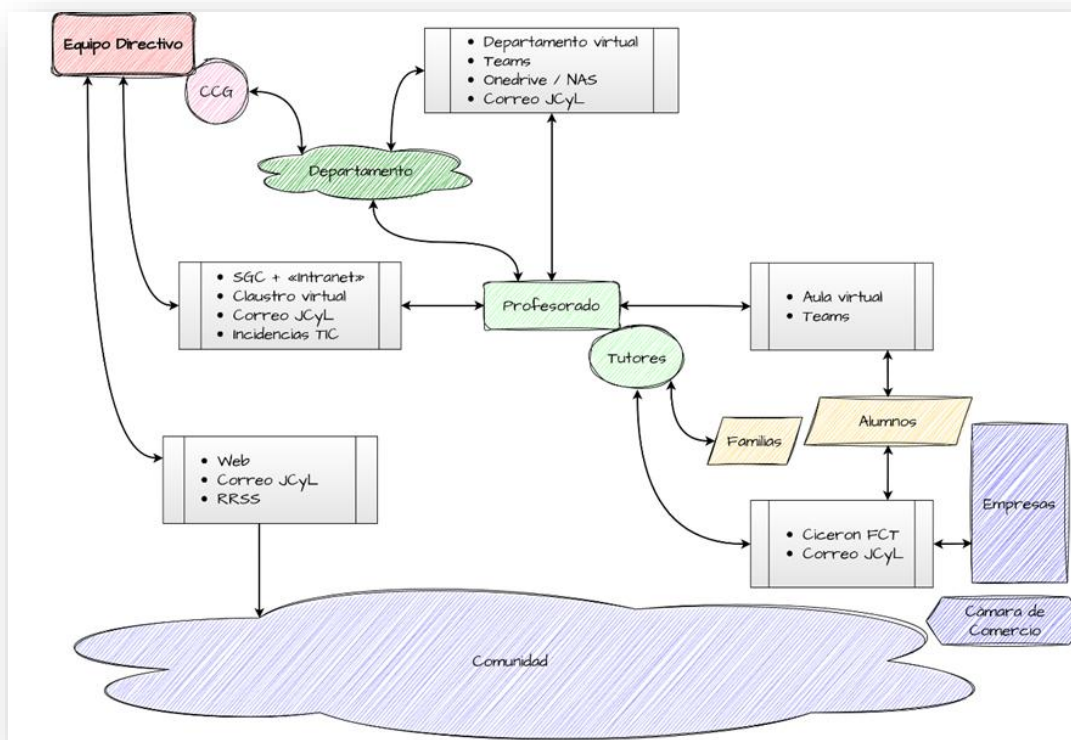 Equipo Directivo
CCG
• Departamento virtual
• Teams
• Onedrive / NAS
• Correo JCyL
Departamento
• SGC + «Intranet»
• Claustro virtual
• Correo JCyL
• Incidencias TIC
Profesorado
• Aula virtual
• Teams
Tutores
Familias
Alumnos
• Web
• Correo JCyL
• RRSS
• Ciceron FCT
• Correo JCyL
Empresas
Cámara de
Comercio
Comunidad